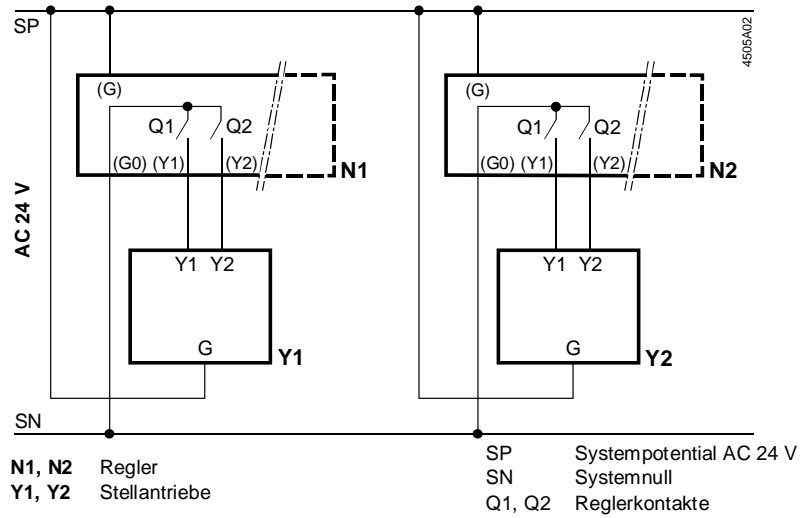 SP
4505A02
(G)
Q1 Q2
(G0) (Y1) (Y2)
N1
(G)
Q1 Q2
(G0) (Y1) (Y2)
N2
AC 24 V
Y1 Y2
G
Y1
Y1 Y2
G
Y2
SN
N1, N2 Regler
Y1, Y2 Stellantriebe
SP Systempotential AC 24 V
SN Systemnull
Q1, Q2 Reglerkontakte